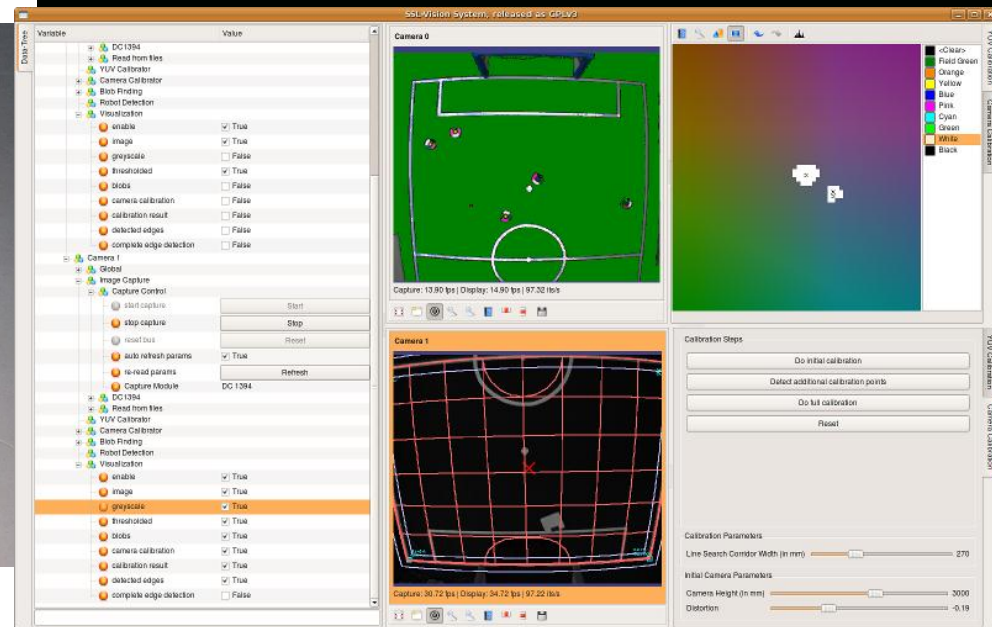 SSL-Vision System, released as GPLv3
Data-Tree
Variable Value
DC1394
Read from files
YUV Calibrator
Camera Calibrator
Blob Finding
Robot Detection
Visualization
enable True
image True
greyscale False
thresholded True
blobs False
camera calibration False
calibration result False
detected edges False
complete edge detection False
Camera 1
Global
Image Capture
Capture Control
start capture Start
stop capture Stop
reset bus Reset
auto refresh params True
re-read params Refresh
Capture Module DC 1394
DC1394
Read from files
YUV Calibrator
Camera Calibrator
Blob Finding
Robot Detection
Visualization
enable True
image True
greyscale True
thresholded True
blobs True
camera calibration True
calibration result True
detected edges True
complete edge detection False
Camera 0
Capture: 13.90 fps | Display: 14.90 fps | 97.32 its/s
Camera 1
Capture: 30.72 fps | Display: 34.72 fps | 97.22 its/s
<Clear>
Field Green
Orange
Yellow
Blue
Pink
Cyan
Green
White
Black
YUV Calibration
Camera Calibration
Calibration Steps
Do initial calibration
Detect additional calibration points
Do full calibration
Reset
Calibration Parameters
Line Search Corridor Width (in mm) 270
Initial Camera Parameters
Camera Height (in mm) 3000
Distortion -0.19
YUV Calibration
Camera Calibration